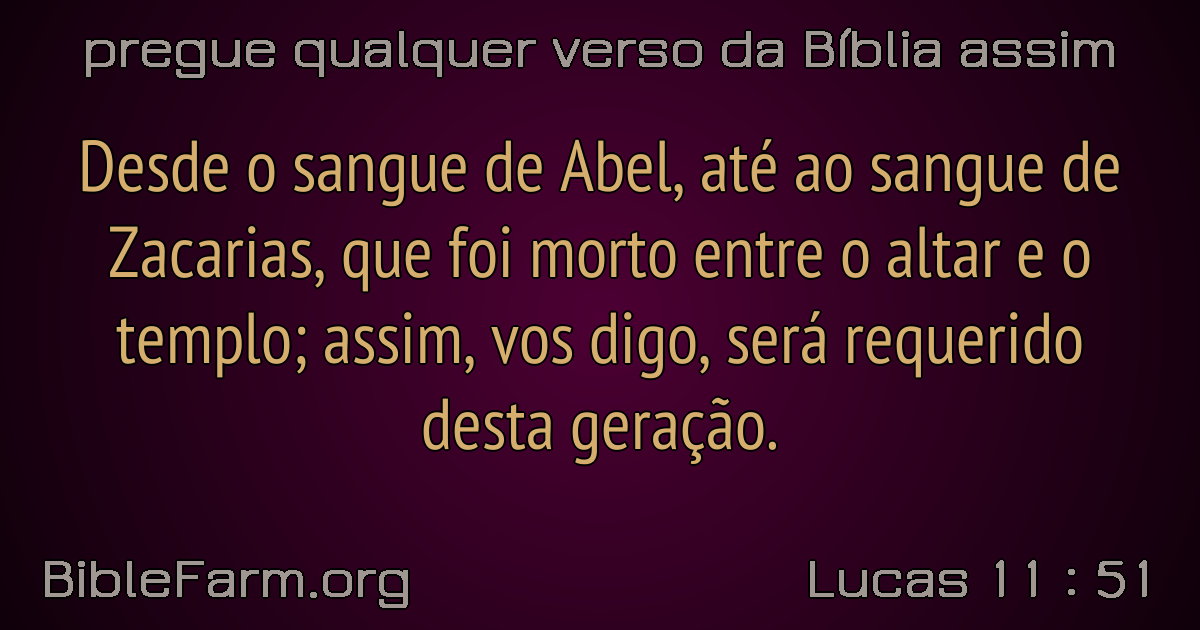 pregue qualquer verso da Bíblia assim
Desde o sangue de Abel, até ao sangue de
Zacarias, que foi morto entre o altar e o
templo; assim, vos digo, será requerido
desta geração.
BibleFarm.org
Lucas 11 : 51